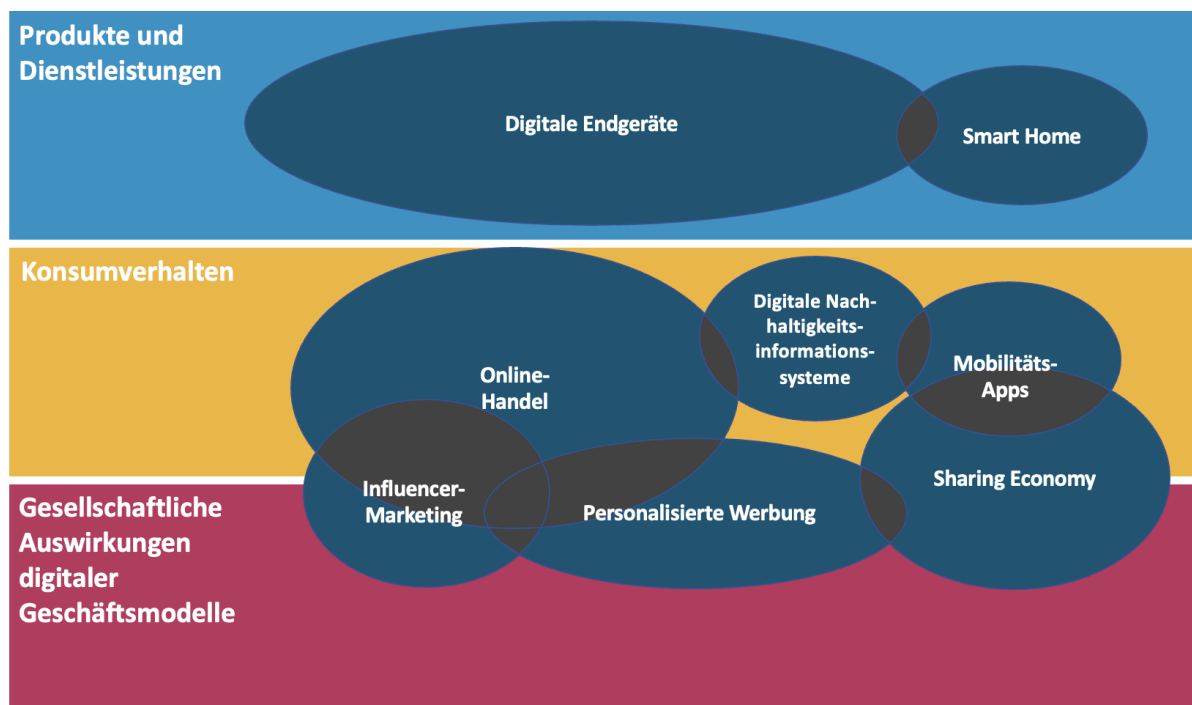 Produkte und
Dienstleistungen
Digitale Endgeräte
Smart Home
Konsumverhalten
Digitale Nach-
haltigkeits-
informations-
systeme
Mobilitäts-
Apps
Online-
Handel
Sharing Economy
Influencer-
Marketing
Personalisierte Werbung
Gesellschaftliche
Auswirkungen
digitaler
Geschäftsmodelle